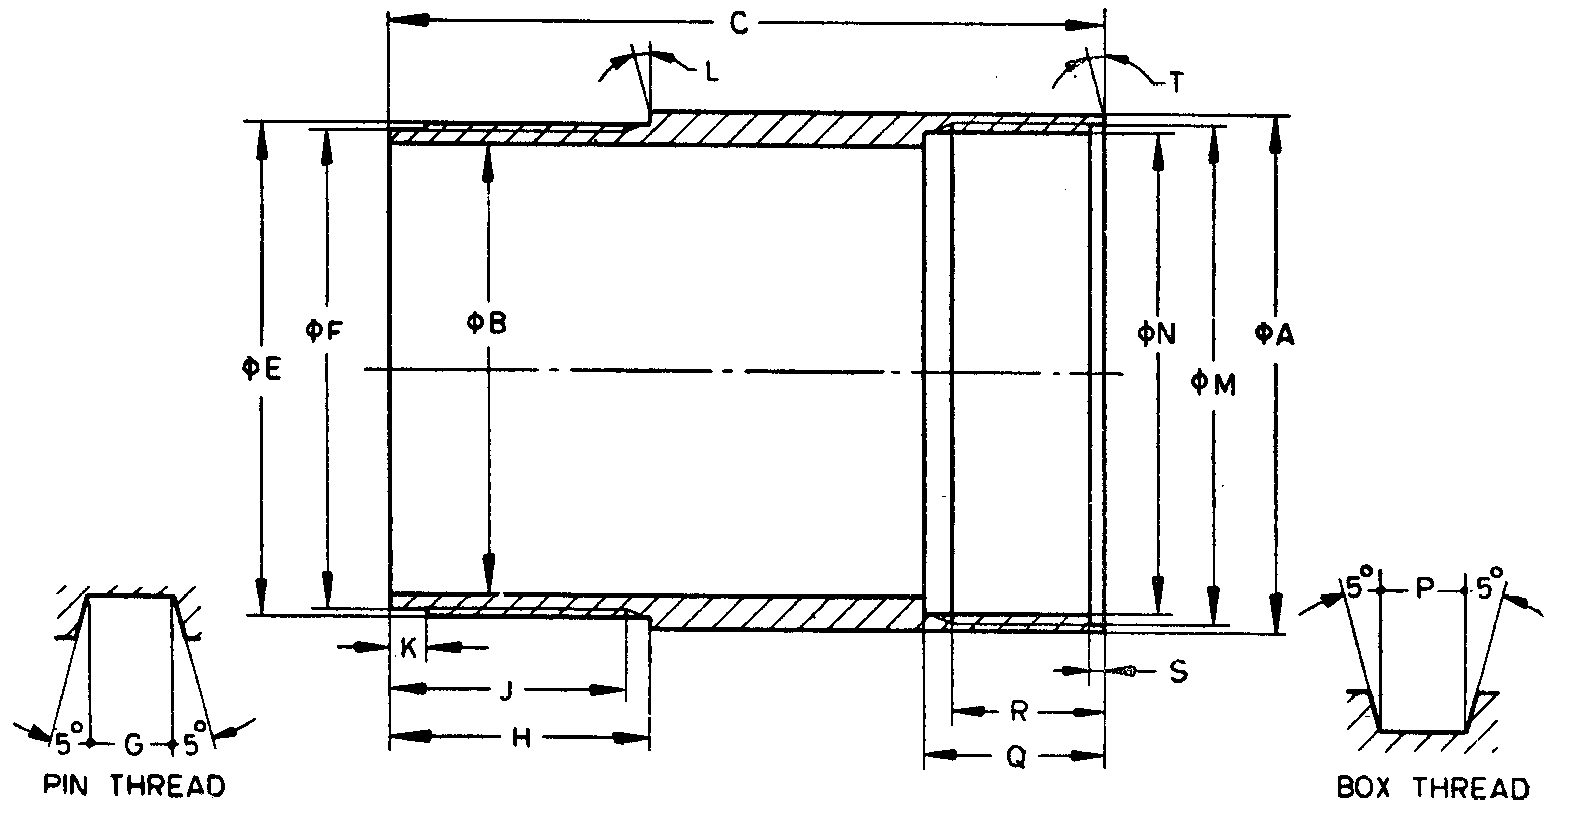 C
L
T
ΦF
ΦB
ΦE
ΦN
ΦA
ΦM
K
J
H
S
R
Q
5° G 5°
PIN THREAD
5° P 5°
BOX THREAD